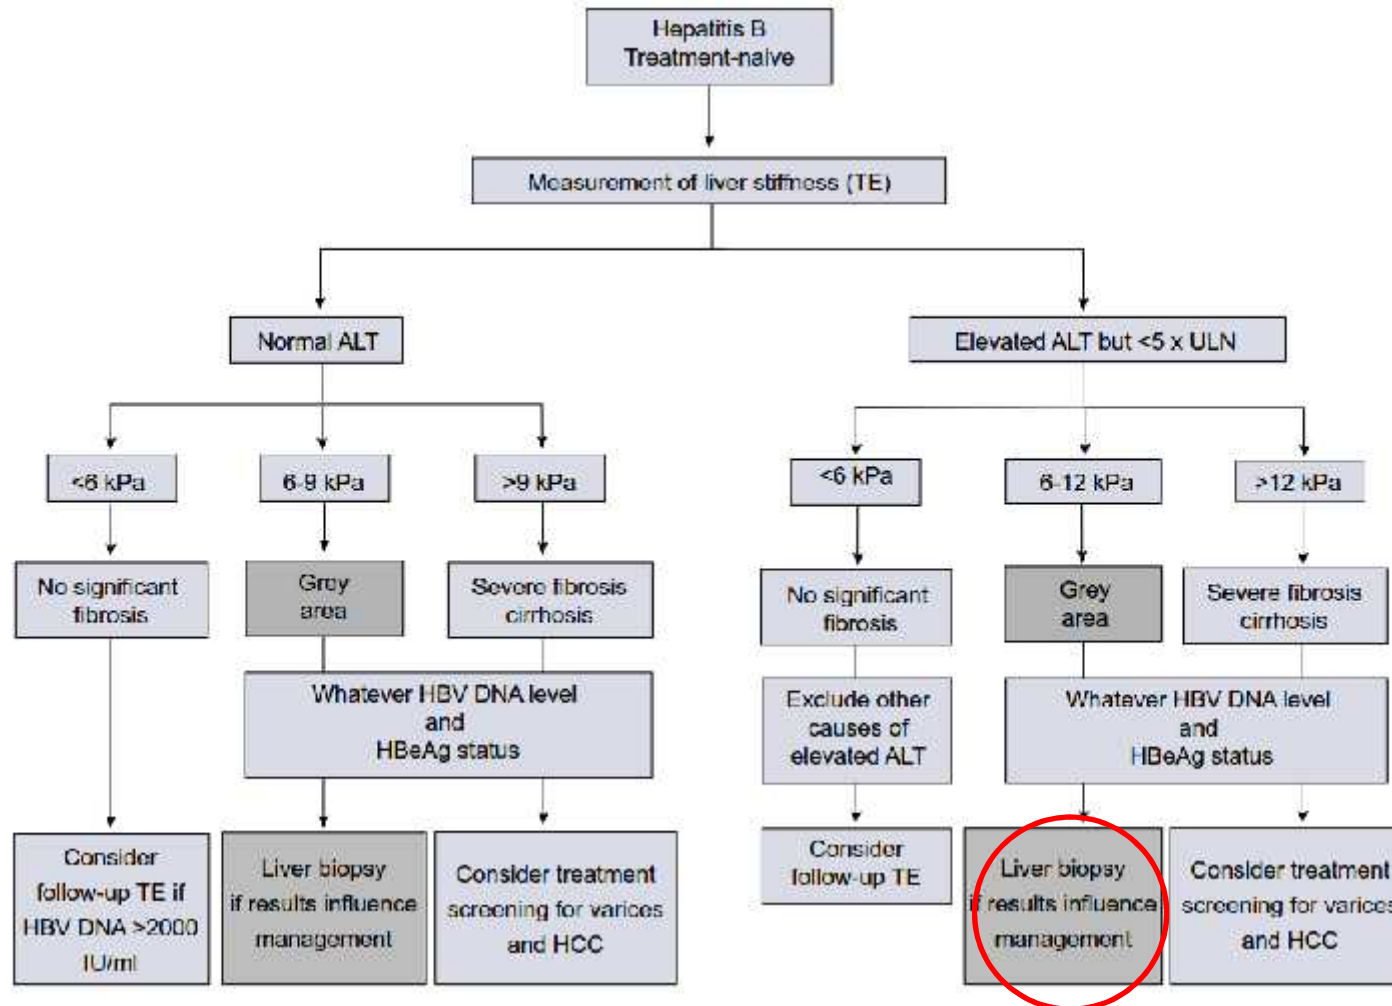 Hepatitis B
Treatment-naive
Measurement of liver stiffness (TE)
Normal ALT
Elevated ALT but <5 x ULN
<6 kPa
6-9 kPa
>9 kPa
<6 kPa
6-12 kPa
>12 kPa
No significant
fibrosis
Grey
area
Severe fibrosis
cirrhosis
No significant
fibrosis
Grey
area
Severe fibrosis
cirrhosis
Whatever HBV DNA level
and
HBeAg status
Exclude other
causes of
elevated ALT
Whatever HBV DNA level
and
HBeAg status
Consider
follow-up TE if
HBV DNA >2000
IU/ml
Liver biopsy
if results influence
management
Consider treatment
screening for varices
and HCC
Consider
follow-up TE
Liver biopsy
if results influence
management
Consider treatment
screening for varices
and HCC